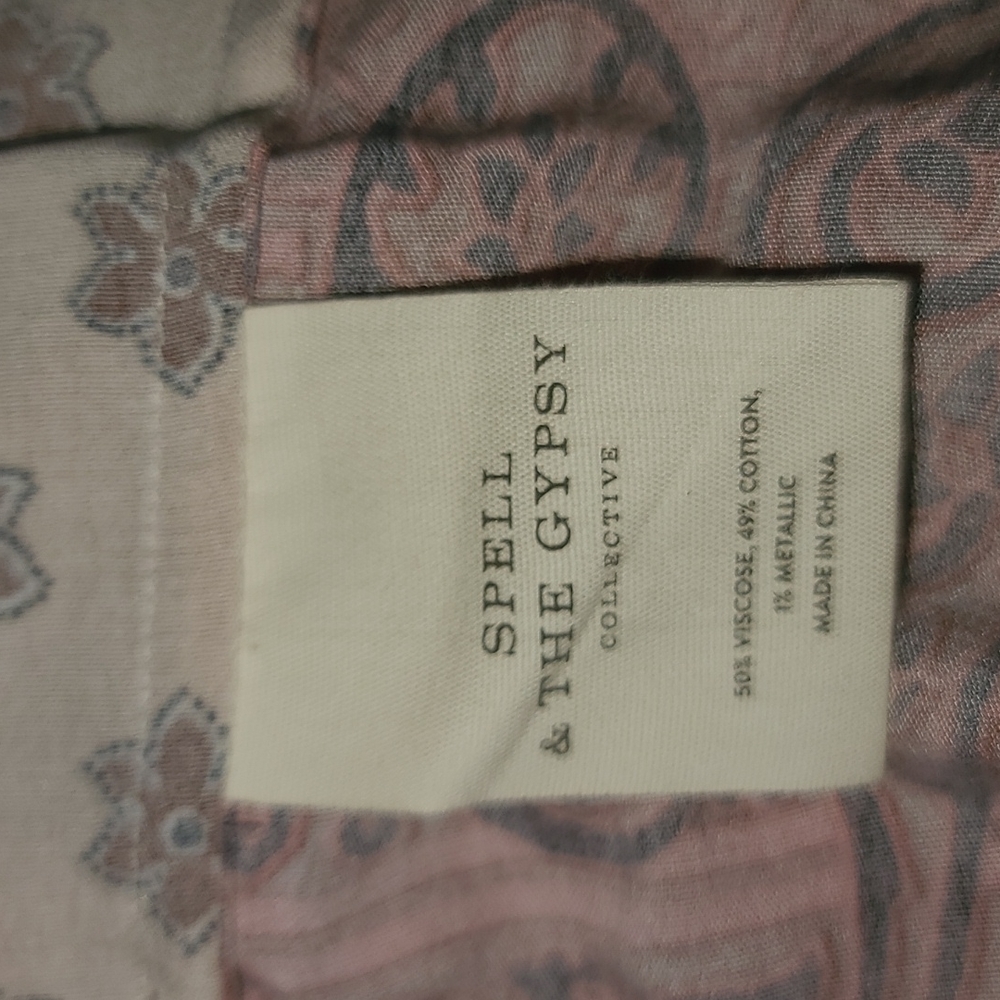 SPELL
& THE GYPSY
COLLECTIVE
50% VISCOSE, 49% COTTON,
1% METALLIC
MADE IN CHINA